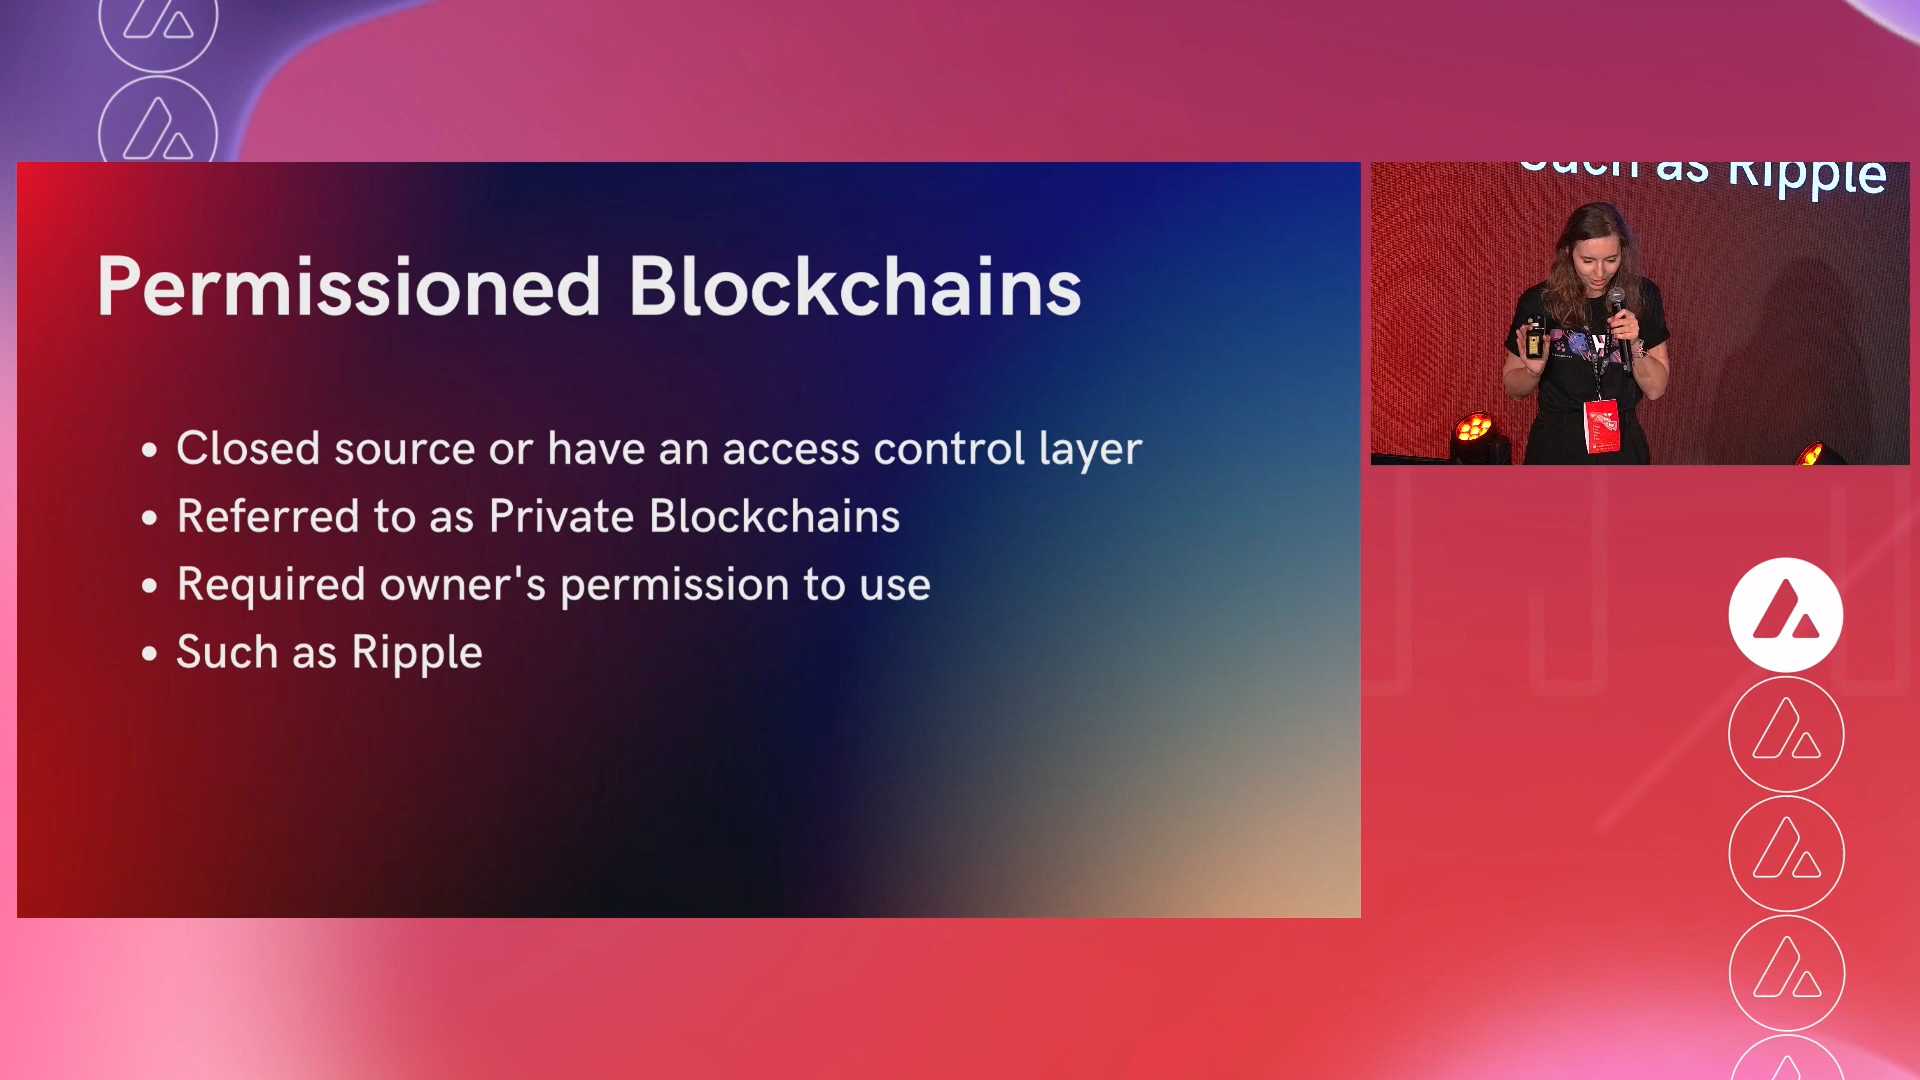 Permissioned Blockchains
• Closed source or have an access control layer
• Referred to as Private Blockchains
• Required owner's permission to use
• Such as Ripple
Such as Ripple